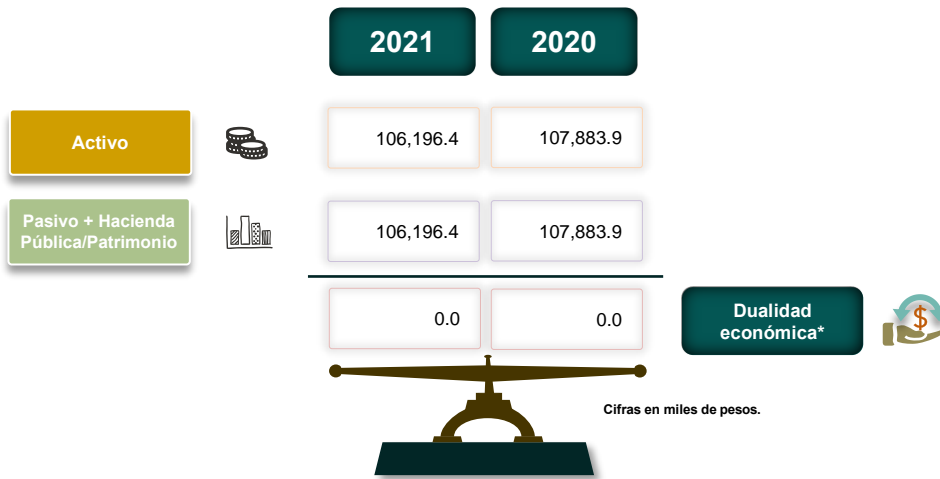 2021 2020
Activo 106,196.4 107,883.9
Pasivo + Hacienda
Pública/Patrimonio 106,196.4 107,883.9
0.0 0.0
Dualidad
económica*
$
Cifras en miles de pesos.